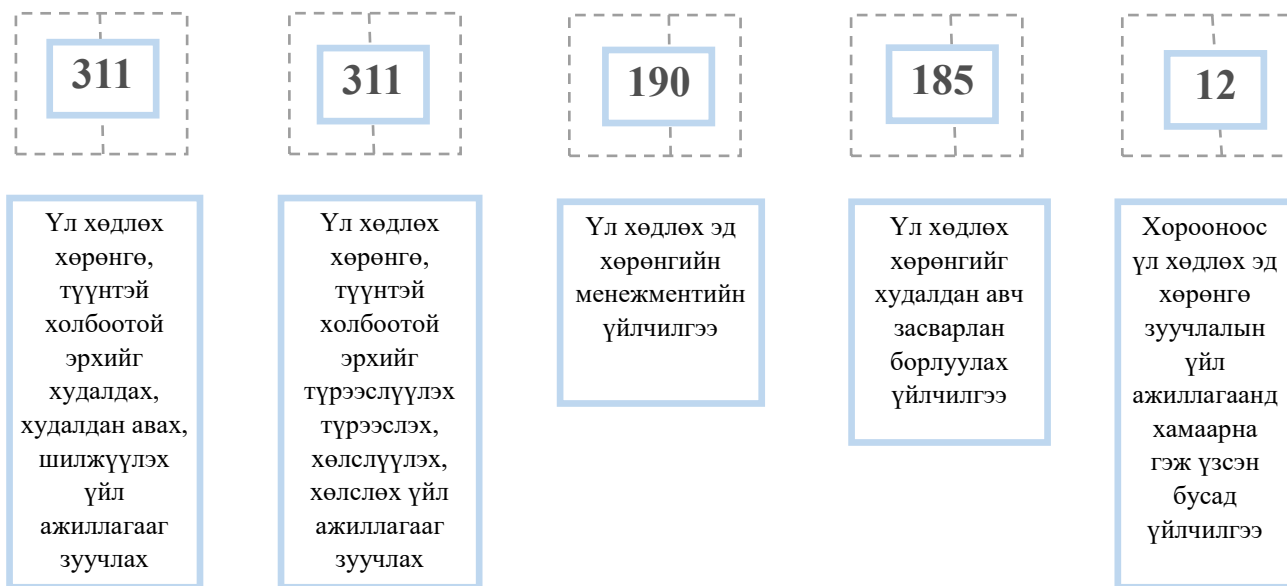 311
311
190
185
12
Үл хөдлөх
хөрөнгө,
түүнтэй
холбоотой
эрхийг
худалдах,
худалдан авах,
шилжүүлэх
үйл
ажиллагааг
зуучлах
Үл хөдлөх
хөрөнгө,
түүнтэй
холбоотой
эрхийг
түрээслүүлэх
түрээслэх,
хөлслүүлэх,
хөлслөх үйл
ажиллагааг
зуучлах
Үл хөдлөх эд
хөрөнгийн
менежментийн
үйлчилгээ
Үл хөдлөх
хөрөнгийг
худалдан авч
засварлан
борлуулах
үйлчилгээ
Хорооноос
үл хөдлөх эд
хөрөнгө
зуучлалын
үйл
ажиллагаанд
хамаарна
гэж үзсэн
бусад
үйлчилгээ